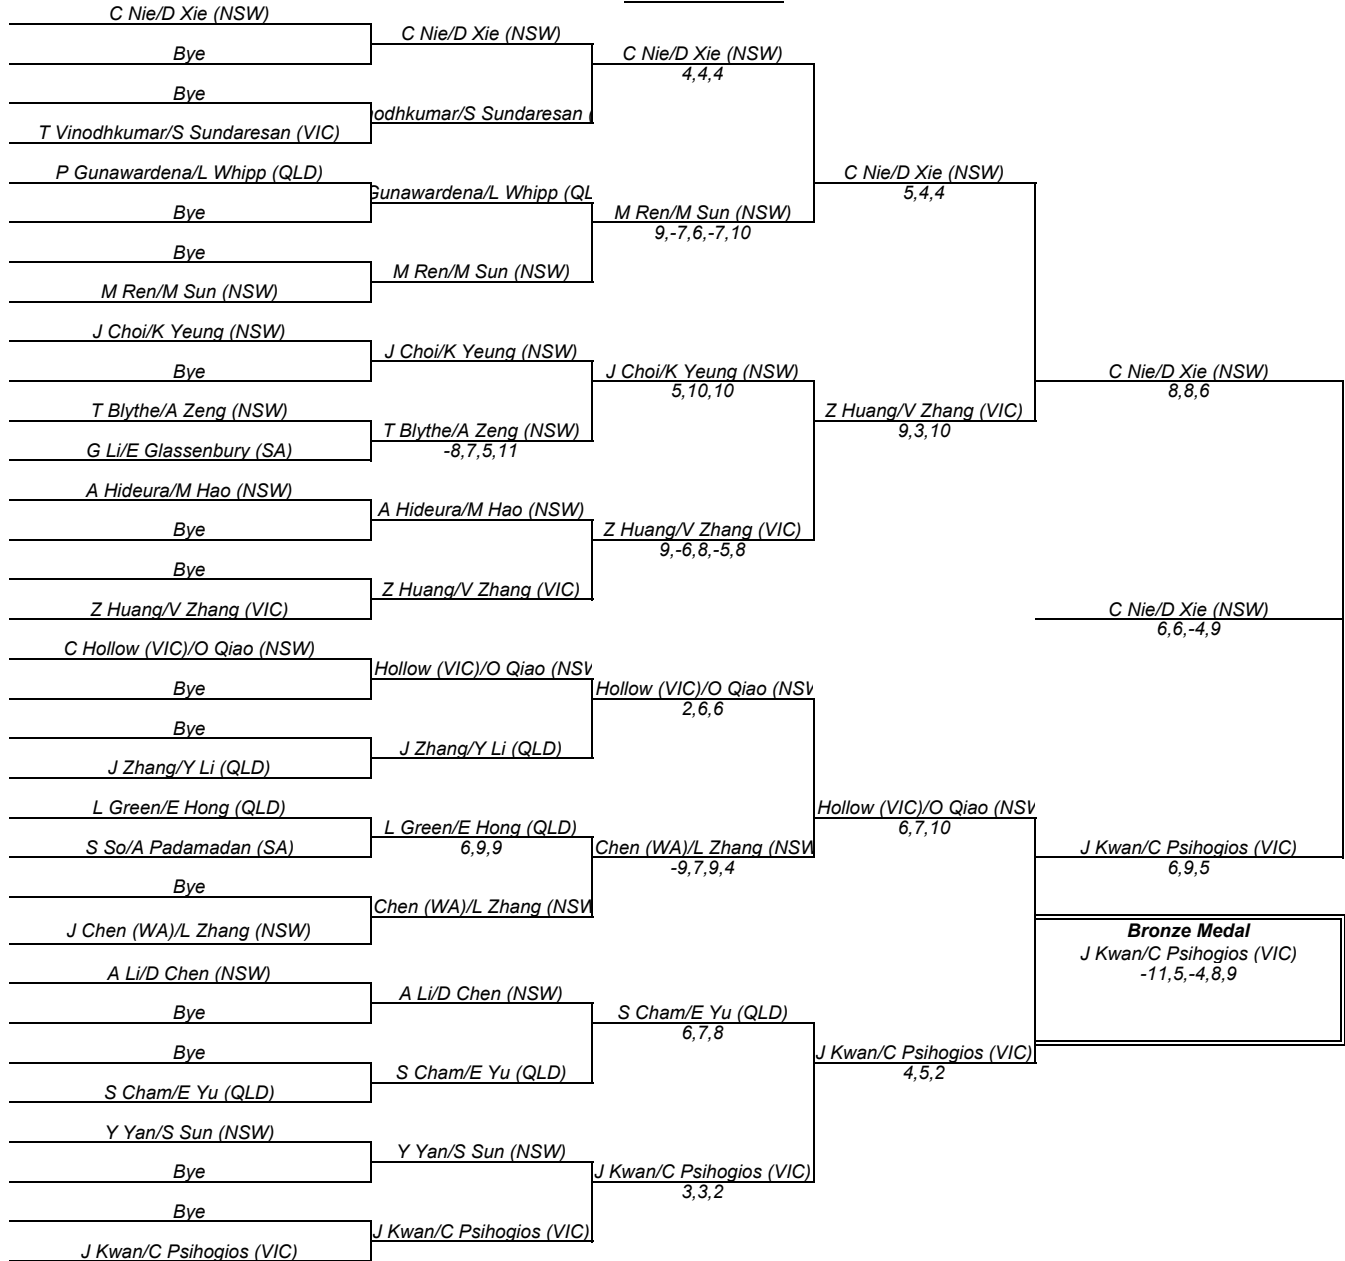 C Nie/D Xie (NSW)
Bye
Bye
T Vinodhkumar/S Sundaresan (VIC)
P Gunawardena/L Whipp (QLD)
Bye
Bye
M Ren/M Sun (NSW)
J Choi/K Yeung (NSW)
Bye
T Blythe/A Zeng (NSW)
G Li/E Glassenbury (SA)
A Hideura/M Hao (NSW)
Bye
Bye
Z Huang/V Zhang (VIC)
C Hollow (VIC)/O Qiao (NSW)
Bye
Bye
J Zhang/Y Li (QLD)
L Green/E Hong (QLD)
S So/A Padamadan (SA)
Bye
J Chen (WA)/L Zhang (NSW)
A Li/D Chen (NSW)
Bye
Bye
S Cham/E Yu (QLD)
Y Yan/S Sun (NSW)
Bye
Bye
J Kwan/C Psihogios (VIC)
C Nie/D Xie (NSW)
odhkumar/S Sundaresan (
Gunawardena/L Whipp (QL
M Ren/M Sun (NSW)
J Choi/K Yeung (NSW)
T Blythe/A Zeng (NSW)
-8,7,5,11
A Hideura/M Hao (NSW)
Z Huang/V Zhang (VIC)
Hollow (VIC)/O Qiao (NSW
J Zhang/Y Li (QLD)
L Green/E Hong (QLD)
6,9,9
Chen (WA)/L Zhang (NSW
A Li/D Chen (NSW)
S Cham/E Yu (QLD)
Y Yan/S Sun (NSW)
J Kwan/C Psihogios (VIC)
C Nie/D Xie (NSW)
4,4,4
M Ren/M Sun (NSW)
9,-7,6,-7,10
J Choi/K Yeung (NSW)
5,10,10
Z Huang/V Zhang (VIC)
9,-6,8,-5,8
Hollow (VIC)/O Qiao (NSW
2,6,6
Chen (WA)/L Zhang (NSW
-9,7,9,4
S Cham/E Yu (QLD)
6,7,8
J Kwan/C Psihogios (VIC)
3,3,2
C Nie/D Xie (NSW)
5,4,4
Z Huang/V Zhang (VIC)
9,3,10
Hollow (VIC)/O Qiao (NSW
6,7,10
J Kwan/C Psihogios (VIC)
4,5,2
C Nie/D Xie (NSW)
8,8,6
C Nie/D Xie (NSW)
6,6,-4,9
J Kwan/C Psihogios (VIC)
6,9,5
Bronze Medal
J Kwan/C Psihogios (VIC)
-11,5,-4,8,9